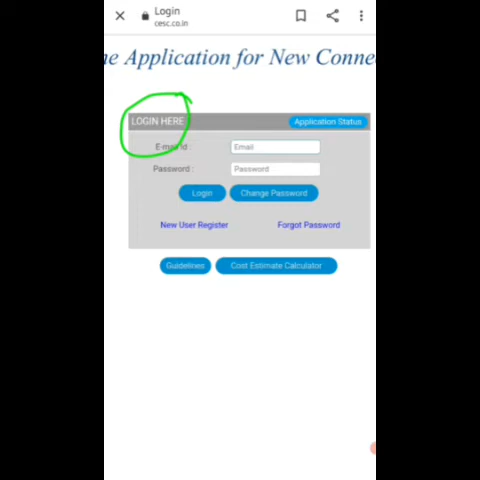 Login
cesc.co.in
ne Application for New Conne
LOGIN HERE
Application Status
E-mail Id
Email
Password :
Password
Login
Change Password
New User Register
Forgot Password
Guidelines
Cost Estimate Calculator